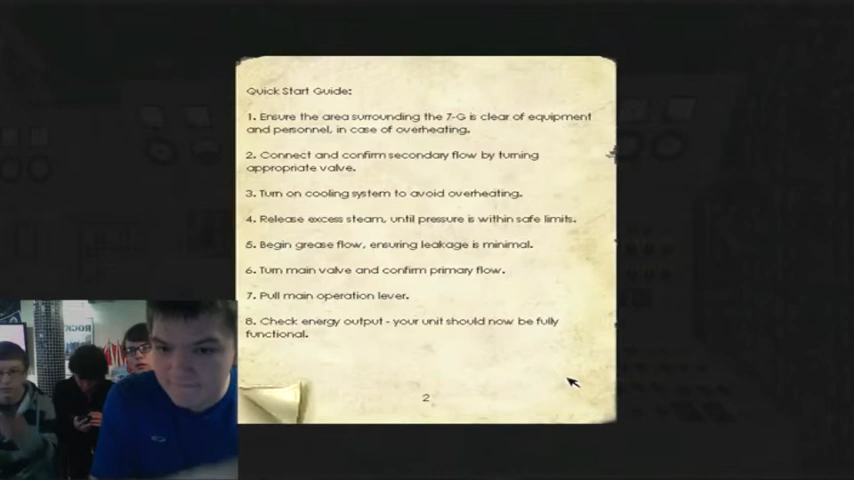 Quick Start Guide:
1. Ensure the area surrounding the 7-G is clear of equipment
and personnel, in case of overheating.
2. Connect and confirm secondary flow by turning
appropriate valve.
3. Turn on cooling system to avoid overheating.
4. Release excess steam, until pressure is within safe limits.
5. Begin grease flow, ensuring leakage is minimal.
6. Turn main valve and confirm primary flow.
7. Pull main operation lever.
8. Check energy output - your unit should now be fully
functional.
2